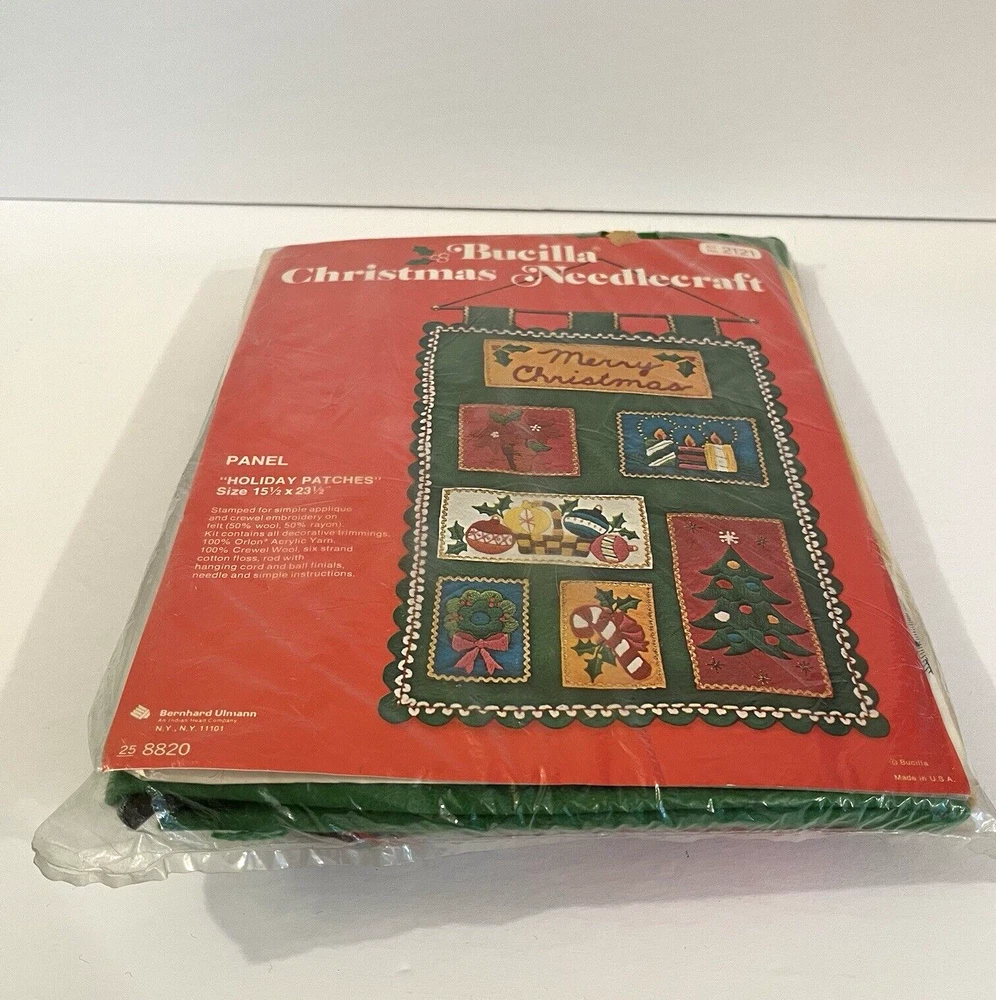 Bucilla®
Christmas Needlecraft
2121
Merry
Christmas
PANEL
"HOLIDAY PATCHES"
Size 15½ x 23½"
Stamped for simple applique
and crewel embroidery on
felt (50% wool, 50% rayon).
Kit contains all decorative trimmings,
100% Orlon® Acrylic Yarn,
100% Crewel Wool, six strand
cotton floss, rod with
hanging cord and ball finials,
needle and simple instructions.
Bernhard Ulmann
An Indian Head Company
N.Y., N.Y. 11101
25 8820
© Bucilla
Made in U.S.A.